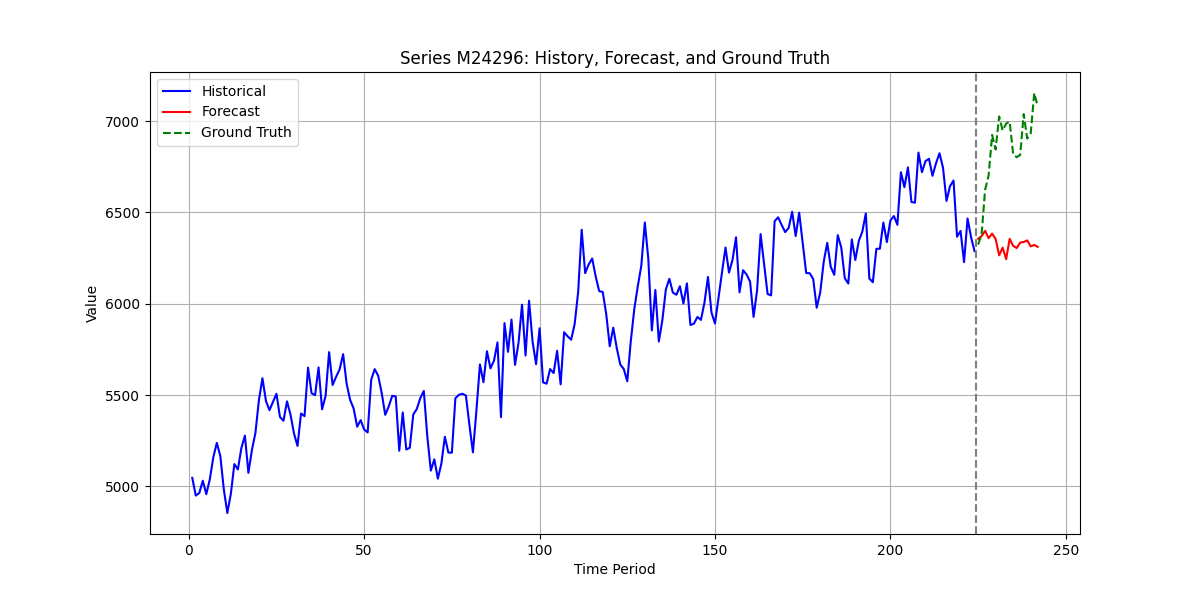 Series M24296: History, Forecast, and Ground Truth
Historical
Forecast
Ground Truth
7000
6500
6000
5500
5000
Value
0 50 100 150 200 250
Time Period